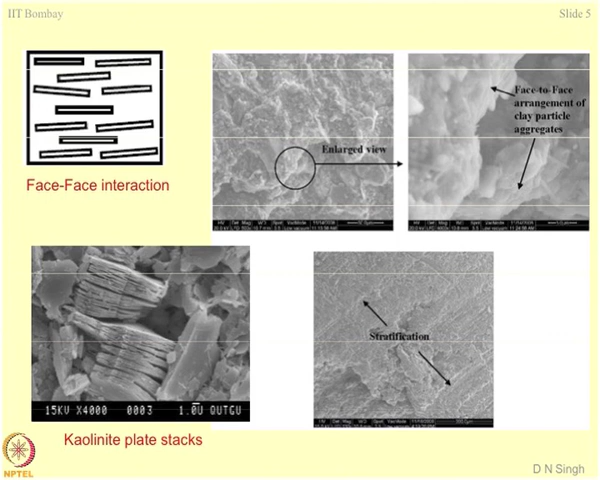 IIT Bombay
Slide 5
Face-to-Face
arrangement of
clay particle
aggregates
Enlarged view
Face-Face interaction
Stratification
15KV X4000 0003 1.0U OUTGU
Kaolinite plate stacks
NPTEL
D N Singh